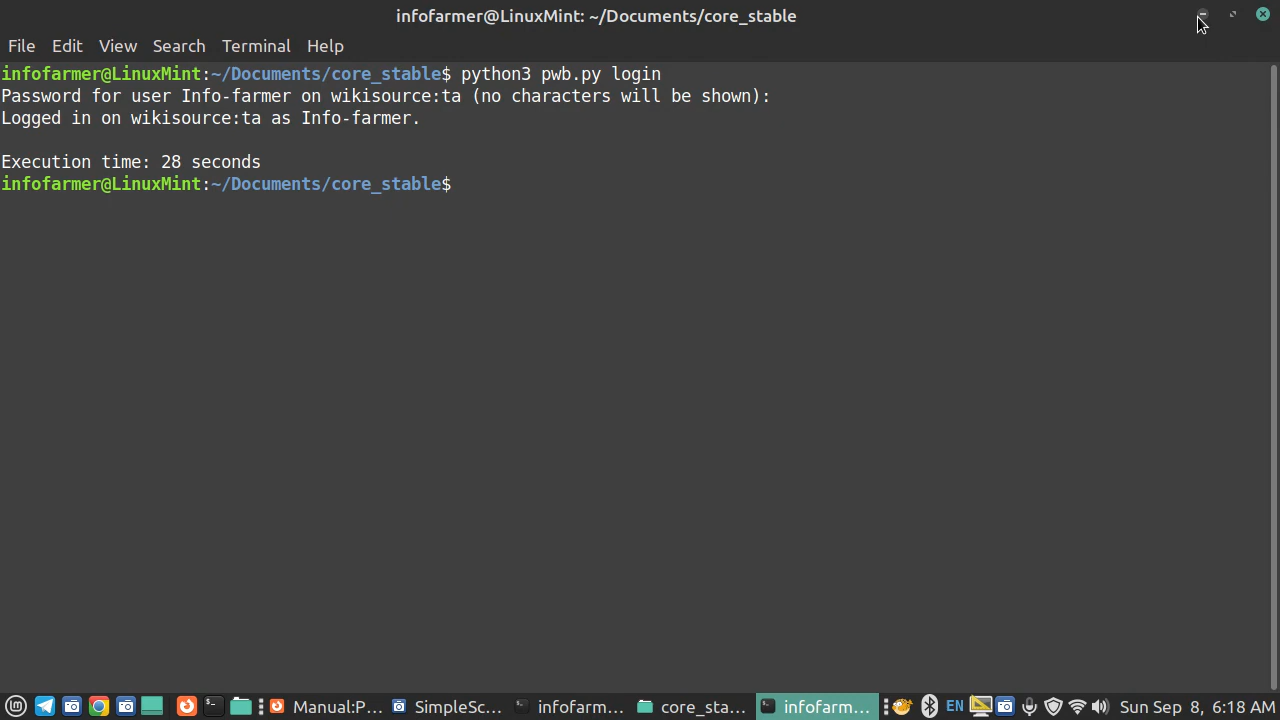 infofarmer@LinuxMint: ~/Documents/core_stable
File Edit View Search Terminal Help
infofarmer@LinuxMint:~/Documents/core_stable$ python3 pwb.py login
Password for user Info-farmer on wikisource:ta (no characters will be shown):
Logged in on wikisource:ta as Info-farmer.
Execution time: 28 seconds
infofarmer@LinuxMint:~/Documents/core_stable$
Manual:P... SimpleSc... infofarm... core_sta... infofarm... EN Sun Sep 8, 6:18 AM